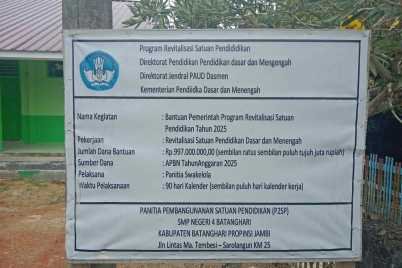 Program Revitalisasi Satuan Pendididikan
Direktorat Pendidikan Pendidikan dasar dan Mengengah
Direktorat Jendral PAUD Dasmen
Kementerian Pendiidka Dasar dan Menengah
Nama Kegiatan : Bantuan Pemerintah Program Revitalisasi Satuan
Pendidikan Tahun 2025
Pekerjaan : Revitalisasi Satuan Pendidikan Dasar dan Menengah
Jumlah Dana Bantuan : Rp.997.000.000,00 (sembilan ratus sembilan puluh tujuh juta rupiah)
Sumber Dana : APBN TahunAnggaran 2025
Pelaksana : Panitia Swakelola
Waktu Pelaksanaan : 90 hari Kalender (sembilan puluh hari kalender kerja)
PANITIA PEMBANGUNANAN SATUAN PENDIDIKAN (P2SP)
SMP NEGERI 4 BATANGHARI
KABUPATEN BATANGHARI PROPINSI JAMBI
Jln Lintas Ma. Tembesi – Sarolangun KM 25